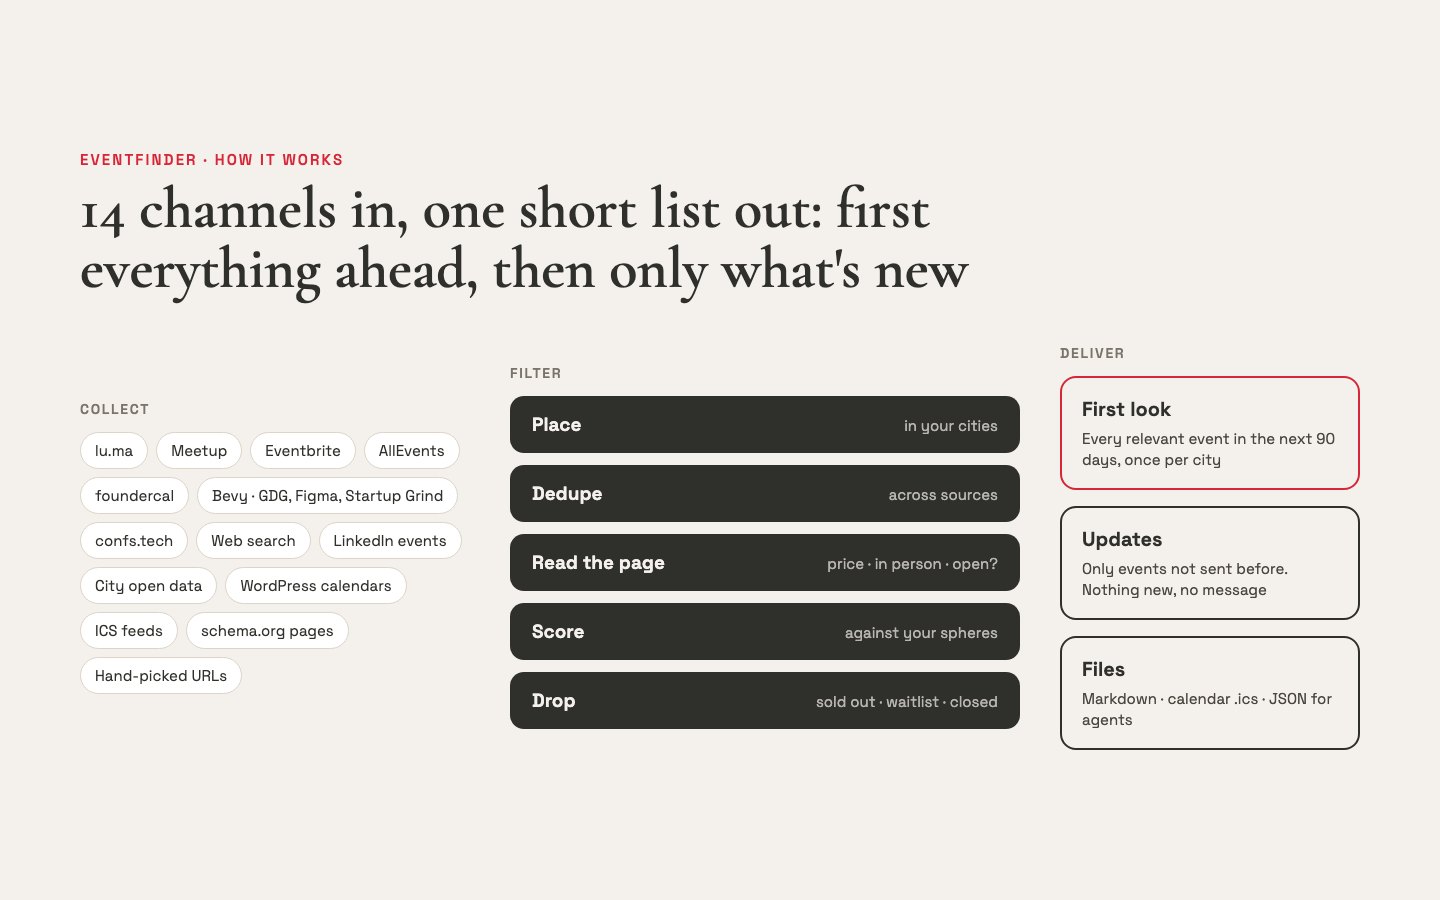 EVENTFINDER · HOW IT WORKS
14 channels in, one short list out: first
everything ahead, then only what's new
COLLECT
lu.ma
Meetup
Eventbrite
AllEvents
foundercal
Bevy · GDG, Figma, Startup Grind
confs.tech
Web search
LinkedIn events
City open data
WordPress calendars
ICS feeds
schema.org pages
Hand-picked URLs
FILTER
Place
in your cities
Dedupe
across sources
Read the page
price · in person · open?
Score
against your spheres
Drop
sold out · waitlist · closed
DELIVER
First look
Every relevant event in the next 90
days, once per city
Updates
Only events not sent before.
Nothing new, no message
Files
Markdown · calendar .ics · JSON for
agents